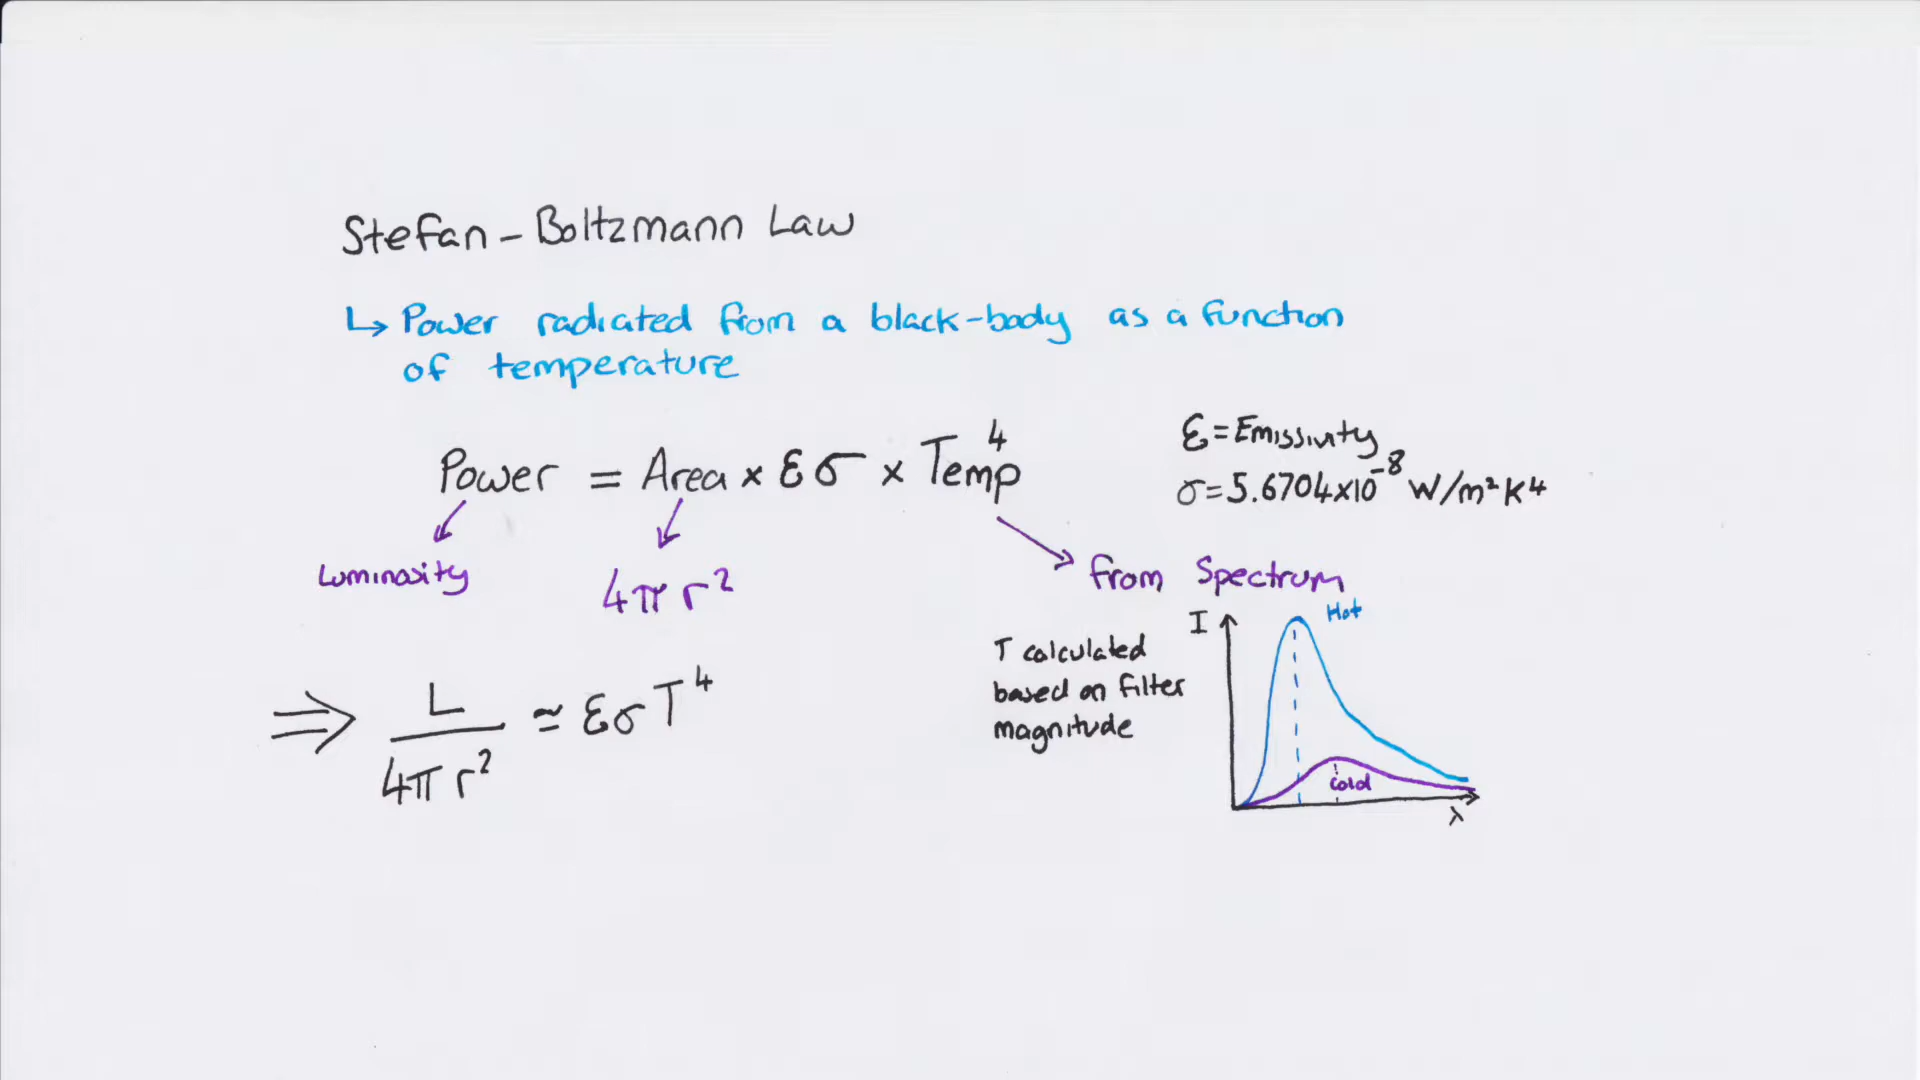 Stefan-Boltzmann Law
↳ Power radiated from a black-body as a function
of temperature
Power = Area × εσ × Temp⁴
ε = Emissivity
σ = 5.6704×10⁻⁸ W/m²K⁴
Luminosity
4πr²
from Spectrum
⇒ L / 4πr² ≃ εσT⁴
T calculated
based on filter
magnitude
I
Hot
Cold
λ